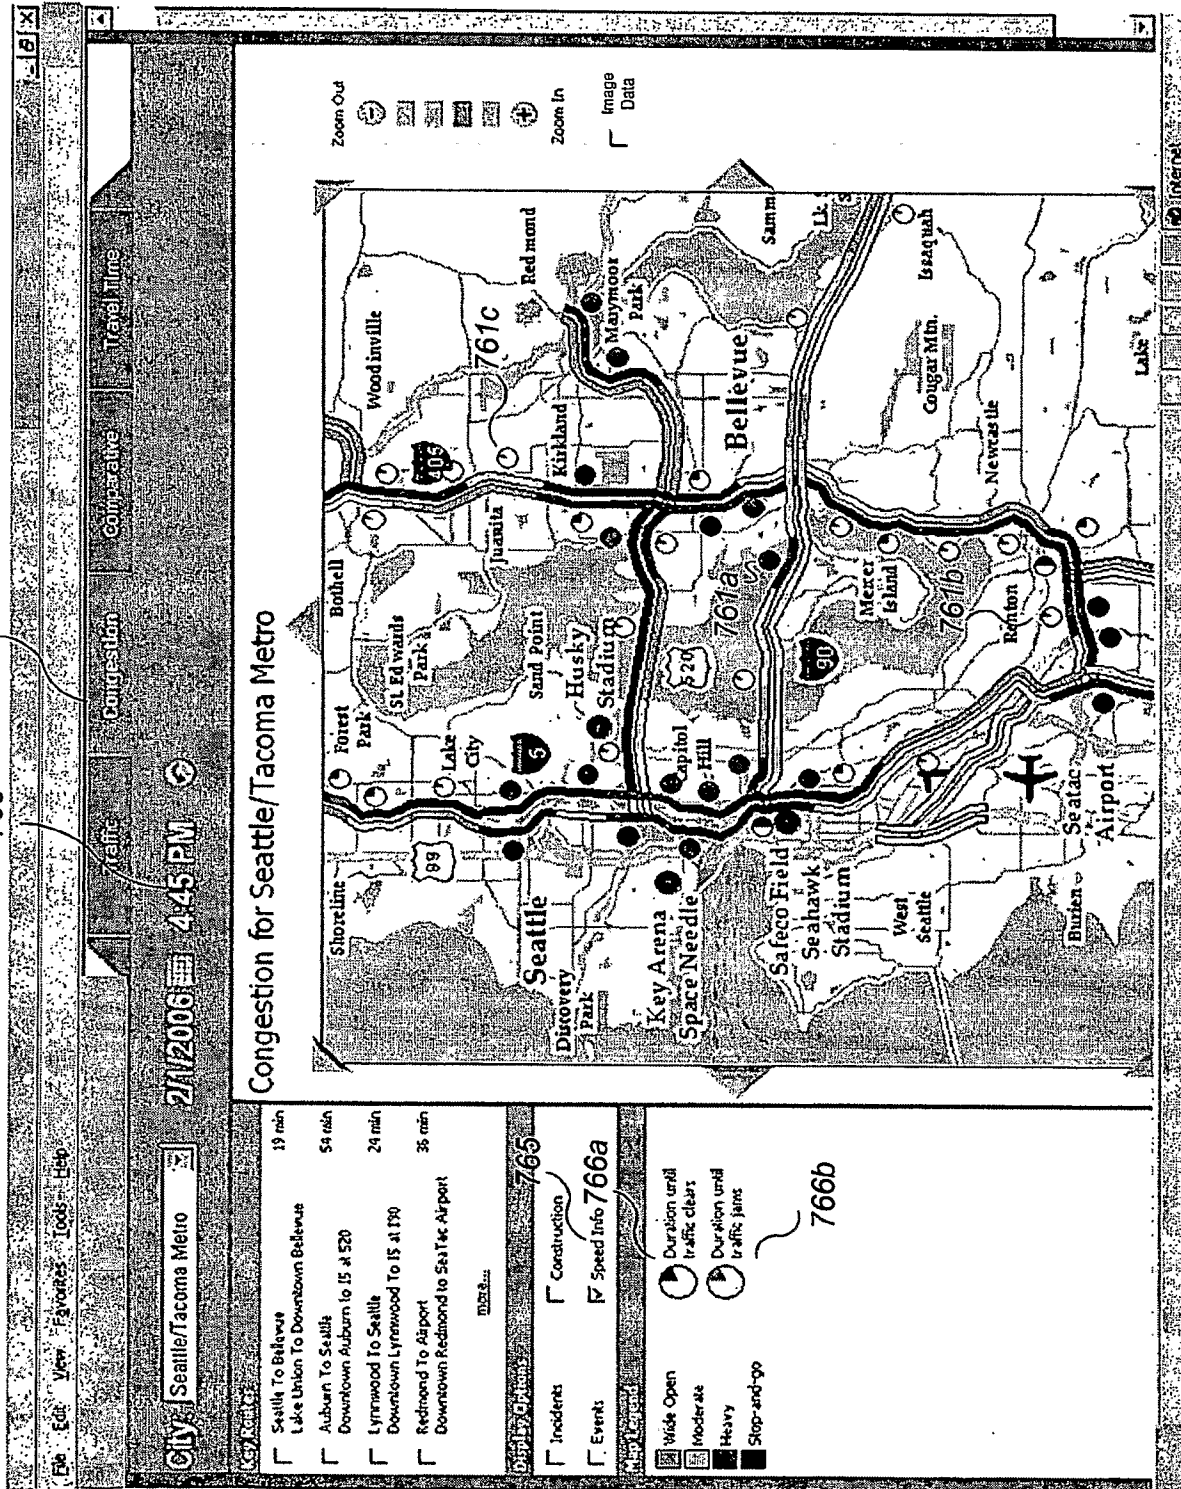 File Edit View Favorites Tools Help
Traffic
Congestion
Comparative
Travel Time
City
Seattle/Tacoma Metro
2/1/2006
4:45 PM
Key Routes
Seattle To Bellevue
19 min
Lake Union To Downtown Bellevue
Auburn To Seattle
54 min
Downtown Auburn to I5 at 520
Lynnwood To Seattle
24 min
Downtown Lynnwood To I5 at I90
Redmond To Airport
36 min
Downtown Redmond to SeaTac Airport
more...
Display Options
765
Incidents
Construction
Events
Speed Info
766a
Map Legend
Wide Open
Moderate
Heavy
Stop-and-go
Duration until
traffic clears
Duration until
traffic jams
766b
Congestion for Seattle/Tacoma Metro
Zoom Out
Zoom In
Image
Data
Shoreline
Forest
Park
Bothell
Woodinville
99
Lake
City
St. Edwards
Park
Juanita
405
761c
Redmond
Seattle
5
Sand Point
Husky
Stadium
Kirkland
Marymoor
Park
Discovery
Park
Key Arena
Space Needle
Capitol
Hill
520
761a
Bellevue
Samm
Lk. S
Safeco Field
Seahawk
Stadium
90
Mercer
Island
Cougar Mtn.
Issaquah
West
Seattle
761b
Newcastle
Renton
Burien
Seatac
Airport
Lake
Internet